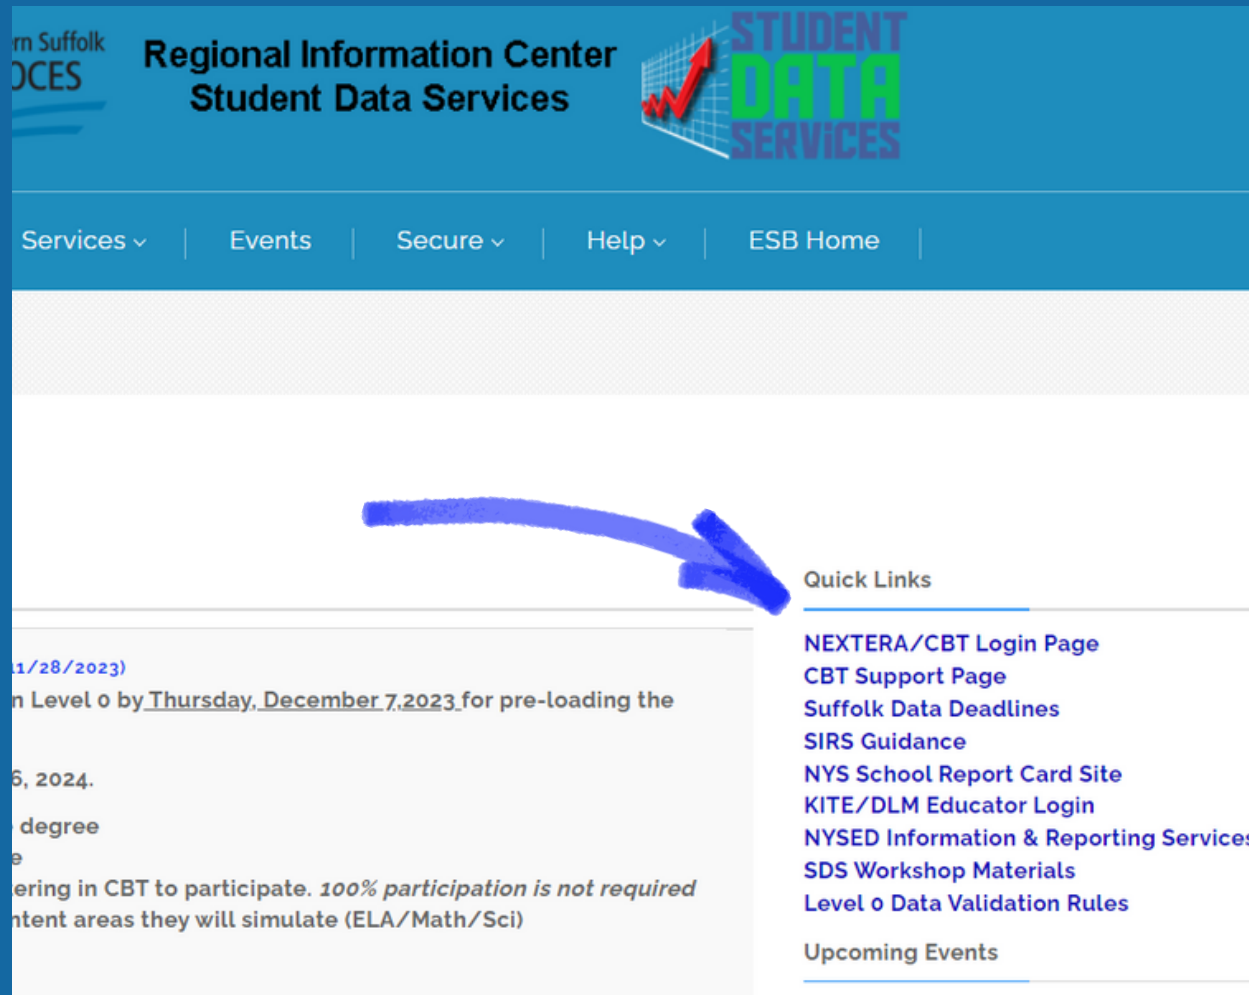 rn Suffolk
OCES
Regional Information Center
Student Data Services
STUDENT
DATA
SERViCES
Services
Events
Secure
Help
ESB Home
11/28/2023)
n Level 0 by Thursday, December 7,2023 for pre-loading the
6, 2024.
degree
e
ering in CBT to participate. 100% participation is not required
ntent areas they will simulate (ELA/Math/Sci)
Quick Links
NEXTERA/CBT Login Page
CBT Support Page
Suffolk Data Deadlines
SIRS Guidance
NYS School Report Card Site
KITE/DLM Educator Login
NYSED Information & Reporting Services
SDS Workshop Materials
Level 0 Data Validation Rules
Upcoming Events